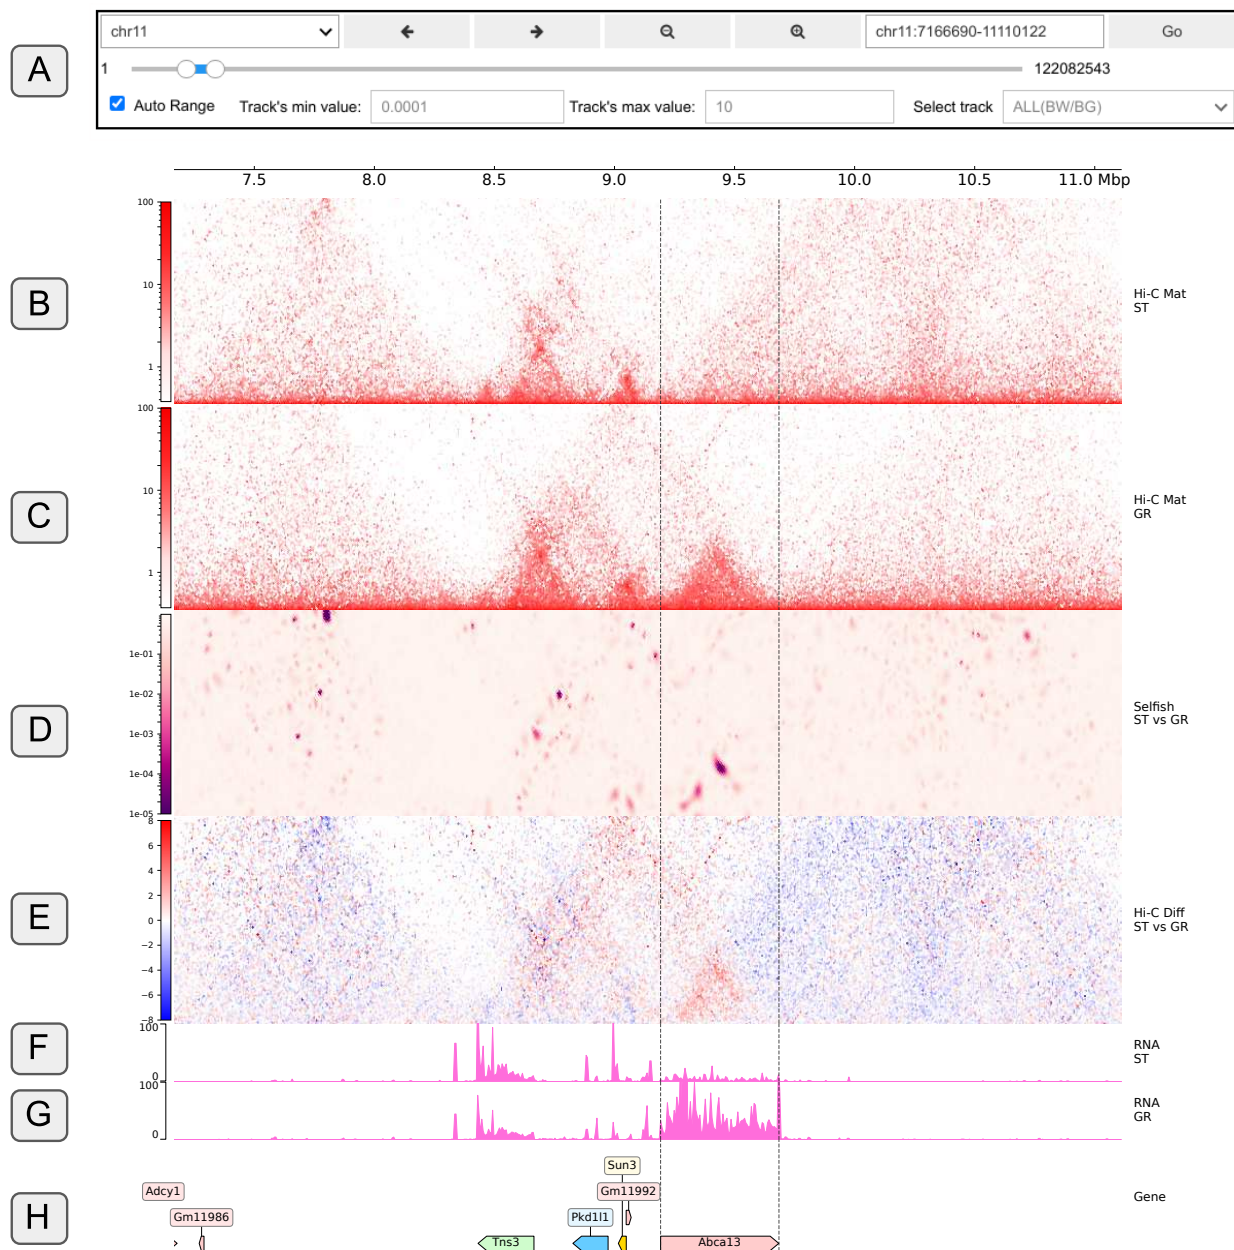 A
chr11
chr11:7166690-11110122
Go
1
122082543
Auto Range
Track's min value:
0.0001
Track's max value:
10
Select track
ALL(BW/BG)
7.5
8.0
8.5
9.0
9.5
10.0
10.5
11.0 Mbp
B
100
10
1
Hi-C Mat
ST
C
100
10
1
Hi-C Mat
GR
D
1e-01
1e-02
1e-03
1e-04
1e-05
Selfish
ST vs GR
E
8
6
4
2
0
−2
−4
−6
−8
Hi-C Diff
ST vs GR
F
100
0
RNA
ST
G
100
0
RNA
GR
H
Sun3
Adcy1
Gm11992
Gm11986
Pkd1l1
Tns3
Abca13
Gene